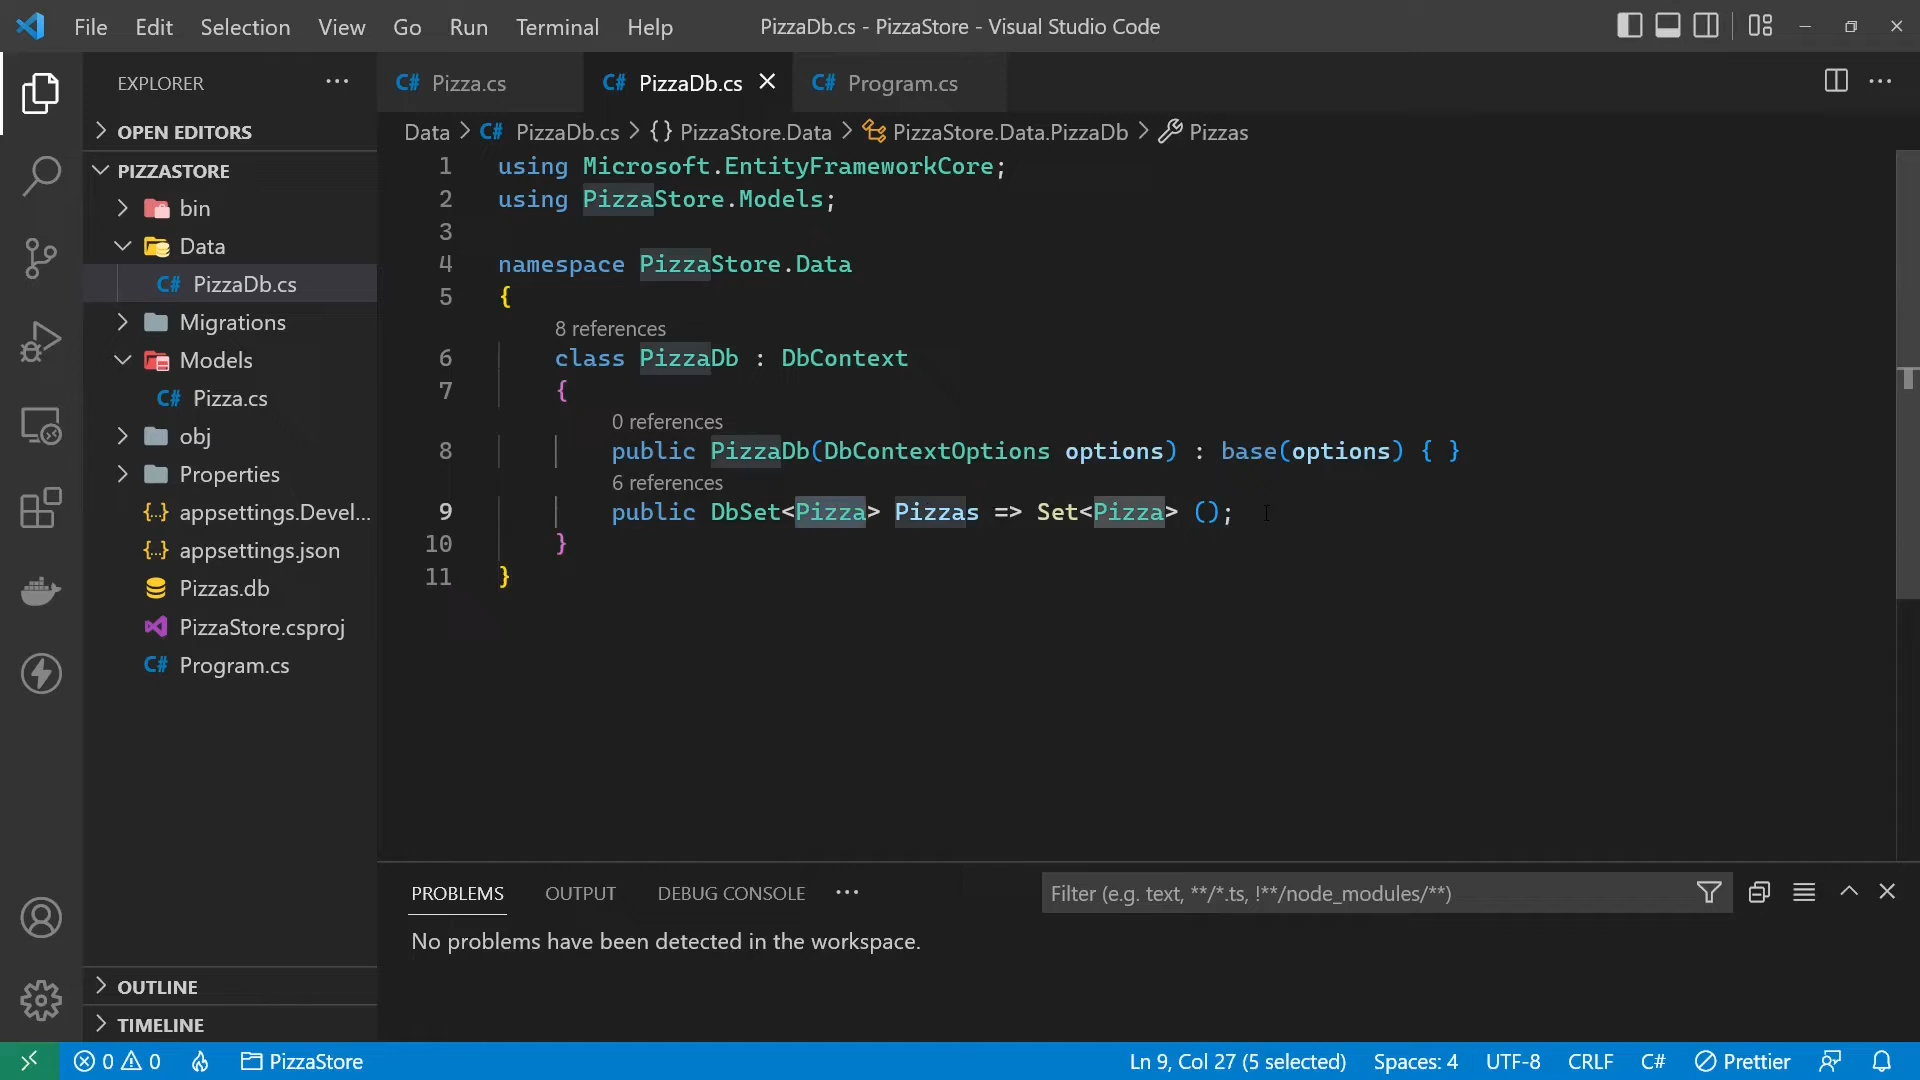 File Edit Selection View Go Run Terminal Help
PizzaDb.cs - PizzaStore - Visual Studio Code
EXPLORER
OPEN EDITORS
PIZZASTORE
bin
Data
C# PizzaDb.cs
Migrations
Models
C# Pizza.cs
obj
Properties
{..} appsettings.Devel...
{..} appsettings.json
Pizzas.db
PizzaStore.csproj
C# Program.cs
OUTLINE
TIMELINE
C# Pizza.cs
C# PizzaDb.cs
C# Program.cs
Data > C# PizzaDb.cs > {} PizzaStore.Data > PizzaStore.Data.PizzaDb > Pizzas
1 using Microsoft.EntityFrameworkCore;
2 using PizzaStore.Models;
3
4 namespace PizzaStore.Data
5 {
8 references
6 class PizzaDb : DbContext
7 {
0 references
8 public PizzaDb(DbContextOptions options) : base(options) { }
6 references
9 public DbSet<Pizza> Pizzas => Set<Pizza> ();
10 }
11 }
PROBLEMS OUTPUT DEBUG CONSOLE
Filter (e.g. text, **/*.ts, !**/node_modules/**)
No problems have been detected in the workspace.
0 0 PizzaStore
Ln 9, Col 27 (5 selected) Spaces: 4 UTF-8 CRLF C# Prettier